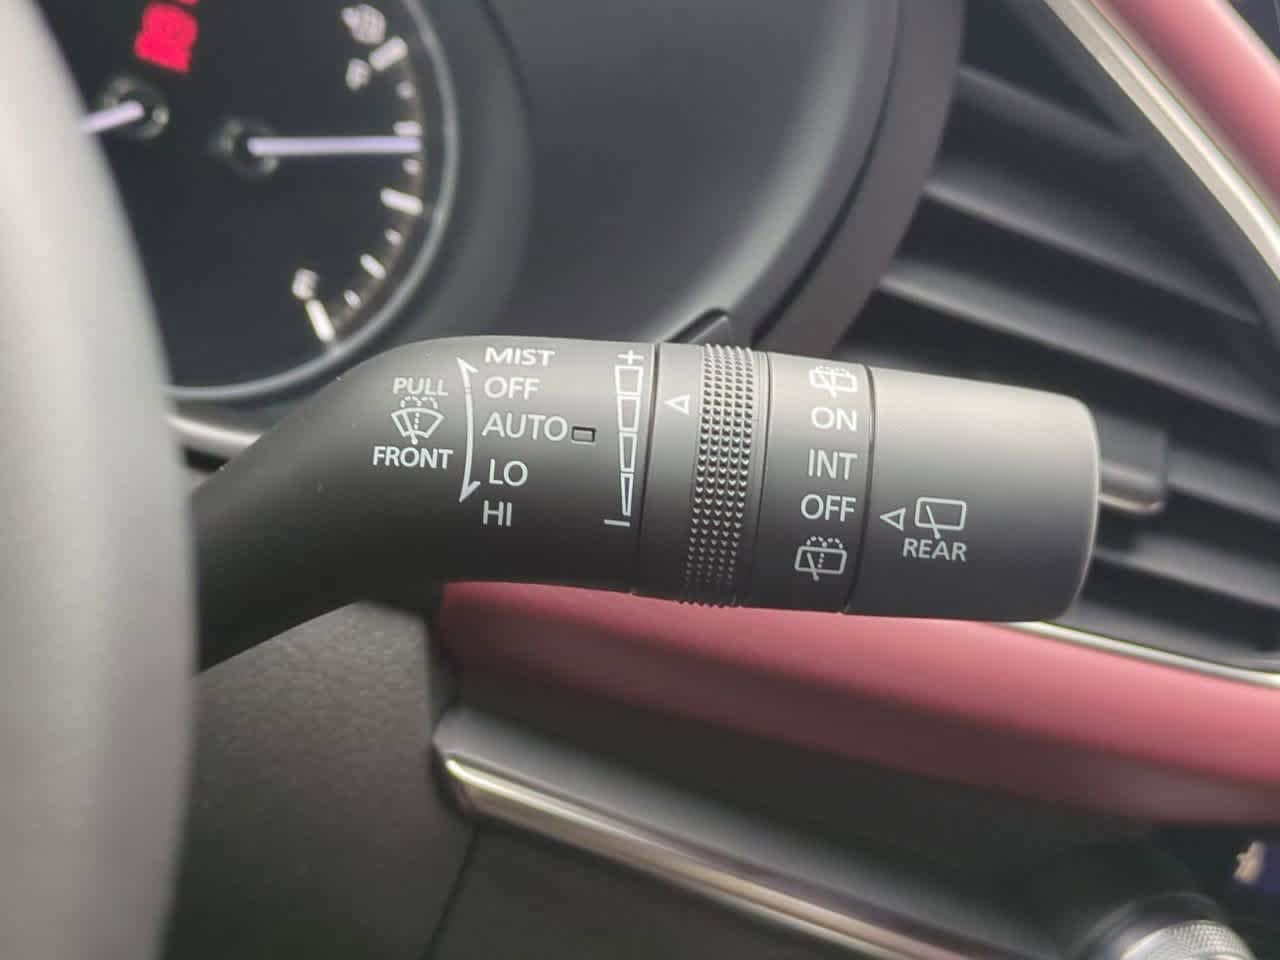 MIST
OFF
AUTO
LO
HI
PULL
FRONT
+
-
ON
INT
OFF
REAR
F